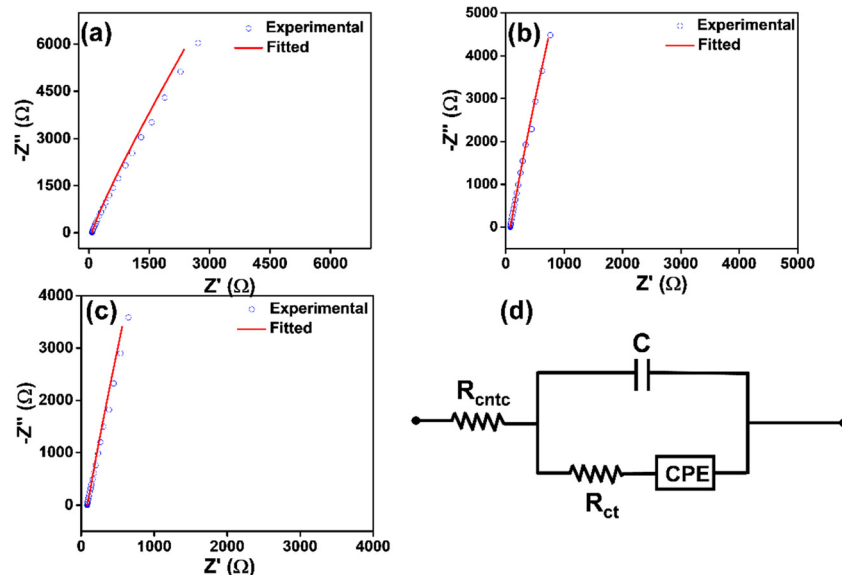 (a)
Experimental
Fitted
6000
4500
3000
1500
0
-Z'' (Ω)
0 1500 3000 4500 6000
Z' (Ω)
(b)
Experimental
Fitted
5000
4000
3000
2000
1000
0
-Z'' (Ω)
0 1000 2000 3000 4000 5000
Z' (Ω)
(c)
Experimental
Fitted
4000
3000
2000
1000
0
-Z'' (Ω)
0 1000 2000 3000 4000
Z' (Ω)
(d)
C
Rcntc
CPE
Rct